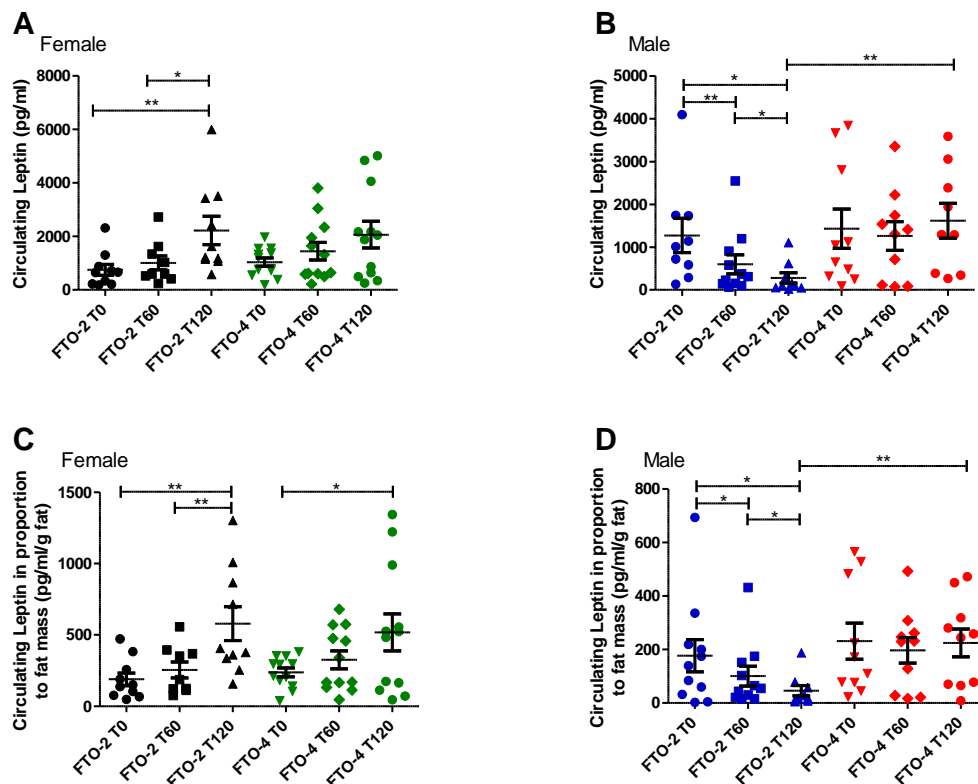 A
Female
Circulating Leptin (pg/ml)
8000
6000
4000
2000
0
*
**
FTO-2 T0
FTO-2 T60
FTO-2 T120
FTO-4 T0
FTO-4 T60
FTO-4 T120
B
Male
Circulating Leptin (pg/ml)
5000
4000
3000
2000
1000
0
**
*
**
*
FTO-2 T0
FTO-2 T60
FTO-2 T120
FTO-4 T0
FTO-4 T60
FTO-4 T120
C
Female
Circulating Leptin in proportion
to fat mass (pg/ml/g fat)
1500
1000
500
0
**
*
**
FTO-2 T0
FTO-2 T60
FTO-2 T120
FTO-4 T0
FTO-4 T60
FTO-4 T120
D
Male
Circulating Leptin in proportion
to fat mass (pg/ml/g fat)
800
600
400
200
0
**
*
*
*
FTO-2 T0
FTO-2 T60
FTO-2 T120
FTO-4 T0
FTO-4 T60
FTO-4 T120